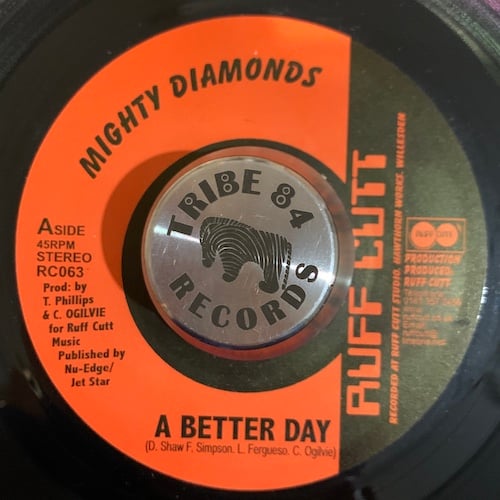 MIGHTY DIAMONDS
TRIBE 84
RECORDS
A SIDE
45RPM
STEREO
RC063
Prod: by
T. Phillips
& C. OGILVIE
for Ruff Cutt
Music
Published by
Nu-Edge/
Jet Star
A BETTER DAY
(D. Shaw F. Simpson. L. Fergueso. C. Ogilvie)
RUFF CUTT
RECORDED AT RUFF CUTT STUDIO, HAWTHORN WORKS. WILLESDEN
RUFF CUTT
PRODUCTION
PRODUCED:
RUFF CUTT